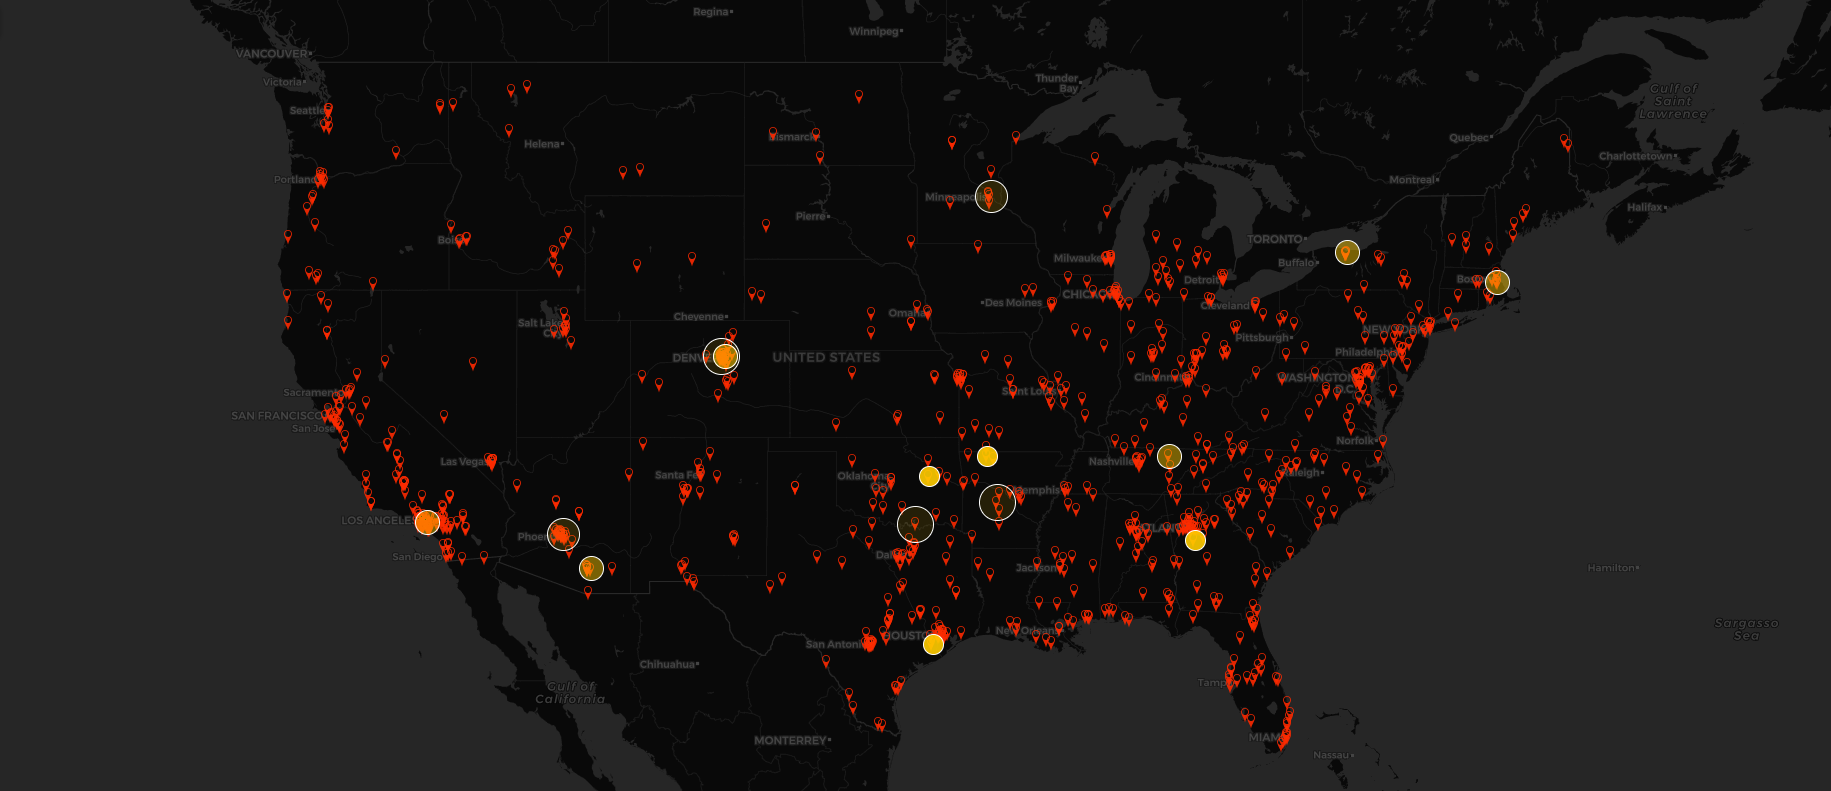 Regina
Winnipeg
VANCOUVER
Victoria
Thunder
Bay
Gulf of
Saint
Lawrence
Seattle
Bismarck
Quebec
Helena
Charlottetown
Portland
Montreal
Minneapolis
Halifax
Pierre
Boise
TORONTO
Milwaukee
Buffalo
Detroit
Boston
CHICAGO
Des Moines
Cleveland
Omaha
Cheyenne
Salt Lake
City
NEW YORK
Pittsburgh
Philadelphia
DENVER
UNITED STATES
Cincinnati
WASHINGTON
D.C.
Sacramento
Saint Louis
SAN FRANCISCO
San Jose
Norfolk
Las Vegas
Nashville
Santa Fe
Oklahoma
City
Raleigh
Memphis
LOS ANGELES
ATLANTA
Phoenix
San Diego
Dallas
Jackson
Hamilton
Sargasso
Sea
New Orleans
HOUSTON
San Antonio
Chihuahua
Gulf of
California
Tampa
MIAMI
MONTERREY
Nassau